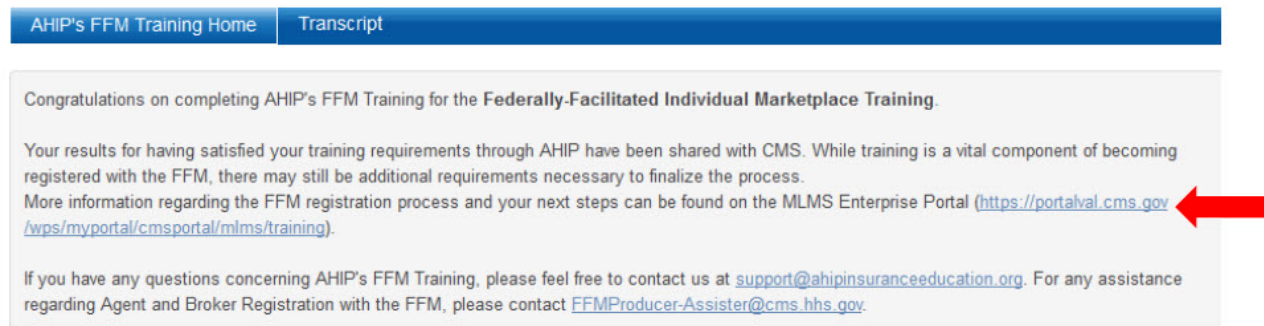 AHIP's FFM Training Home Transcript
Congratulations on completing AHIP's FFM Training for the Federally-Facilitated Individual Marketplace Training.
Your results for having satisfied your training requirements through AHIP have been shared with CMS. While training is a vital component of becoming
registered with the FFM, there may still be additional requirements necessary to finalize the process.
More information regarding the FFM registration process and your next steps can be found on the MLMS Enterprise Portal (https://portalval.cms.gov
/wps/myportal/cmsportal/mlms/training).
If you have any questions concerning AHIP's FFM Training, please feel free to contact us at support@ahipinsuranceeducation.org. For any assistance
regarding Agent and Broker Registration with the FFM, please contact FFMProducer-Assister@cms.hhs.gov.